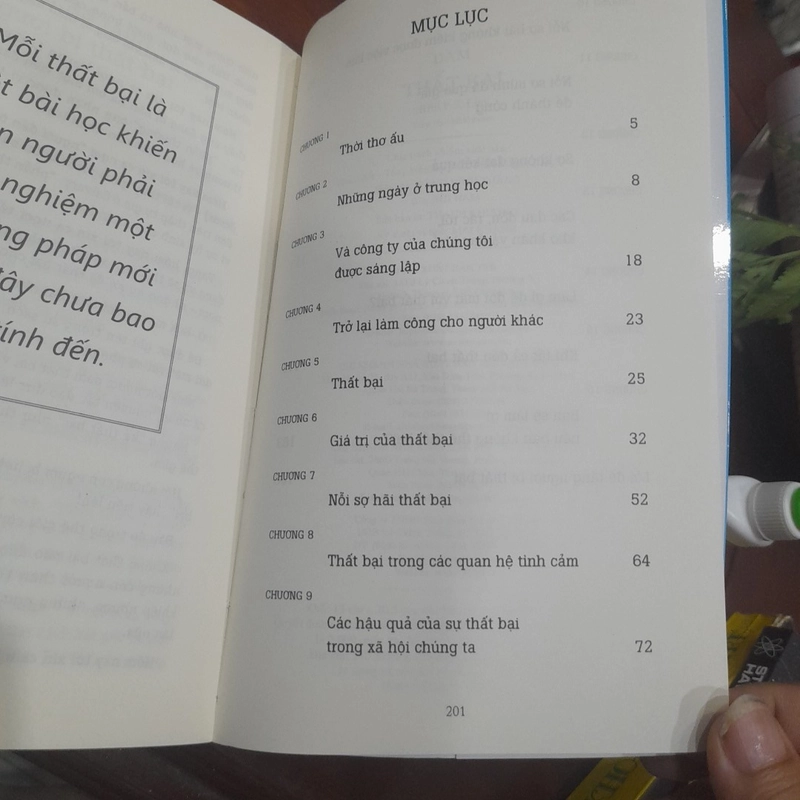 Mỗi thất bại là
bài học khiến
người phải
nghiệm một
pháp mới
đây chưa bao
tính đến.
MỤC LỤC
CHƯƠNG 1
Thời thơ ấu 5
CHƯƠNG 2
Những ngày ở trung học 8
CHƯƠNG 3
Và công ty của chúng tôi
được sáng lập 18
CHƯƠNG 4
Trở lại làm công cho người khác 23
CHƯƠNG 5
Thất bại 25
CHƯƠNG 6
Giá trị của thất bại 32
CHƯƠNG 7
Nỗi sợ hãi thất bại 52
CHƯƠNG 8
Thất bại trong các quan hệ tình cảm 64
CHƯƠNG 9
Các hậu quả của sự thất bại
trong xã hội chúng ta 72
201